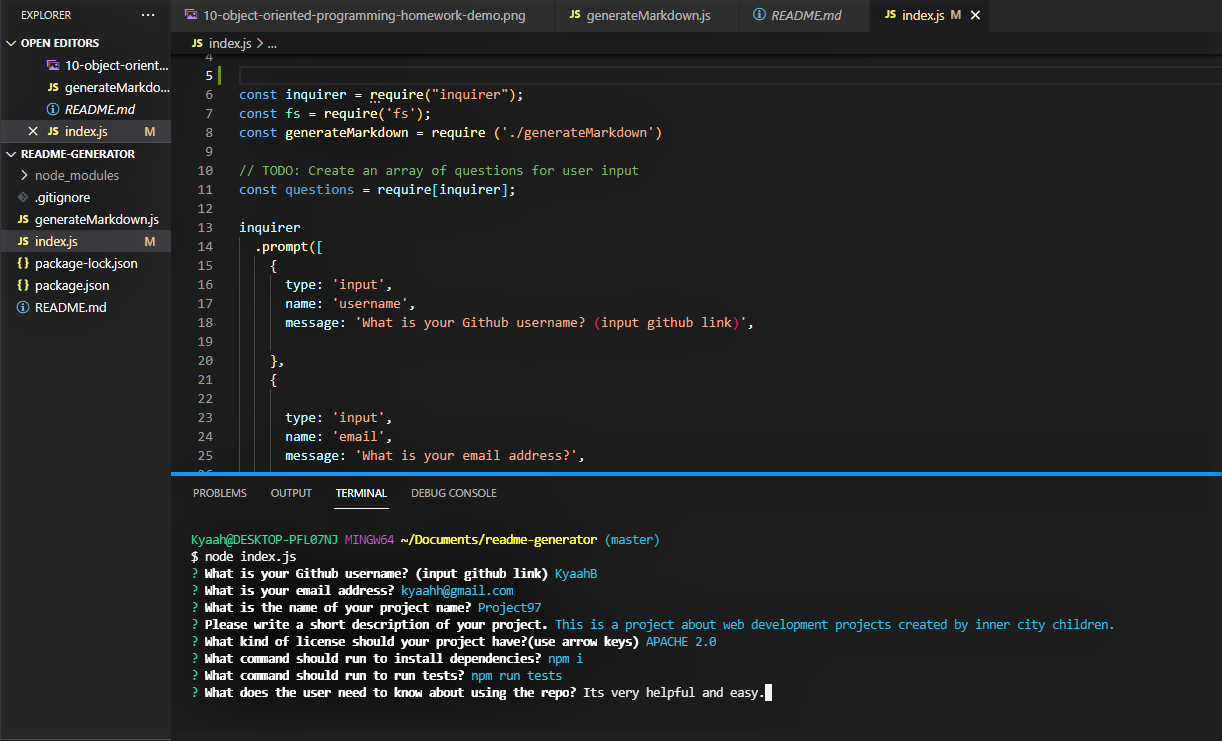 EXPLORER ···
OPEN EDITORS
10-object-orient...
JS generateMarkdo...
README.md
JS index.js M
README-GENERATOR
node_modules
.gitignore
JS generateMarkdown.js
JS index.js M
{} package-lock.json
{} package.json
README.md
10-object-oriented-programming-homework-demo.png JS generateMarkdown.js README.md JS index.js M
JS index.js > ...
4
5
6 const inquirer = require("inquirer");
7 const fs = require('fs');
8 const generateMarkdown = require ('./generateMarkdown')
9
10 // TODO: Create an array of questions for user input
11 const questions = require[inquirer];
12
13 inquirer
14 .prompt([
15 {
16 type: 'input',
17 name: 'username',
18 message: 'What is your Github username? (input github link)',
19
20 },
21 {
22
23 type: 'input',
24 name: 'email',
25 message: 'What is your email address?',
PROBLEMS OUTPUT TERMINAL DEBUG CONSOLE
Kyaah@DESKTOP-PFL07NJ MINGW64 ~/Documents/readme-generator (master)
$ node index.js
? What is your Github username? (input github link) KyaahB
? What is your email address? kyaahh@gmail.com
? What is the name of your project name? Project97
? Please write a short description of your project. This is a project about web development projects created by inner city children.
? What kind of license should your project have?(use arrow keys) APACHE 2.0
? What command should run to install dependencies? npm i
? What command should run to run tests? npm run tests
? What does the user need to know about using the repo? Its very helpful and easy.